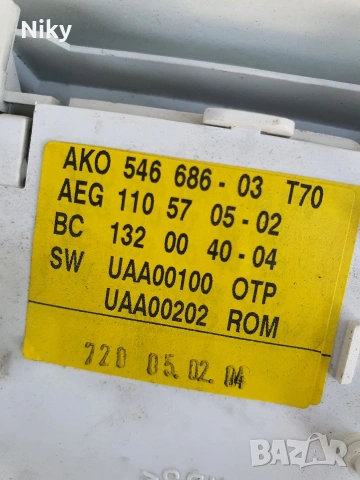 Niky
AKO 546 686 - 03 T70
AEG 110 57 05 - 02
BC 132 00 40 - 04
SW UAA00100 OTP
UAA00202 ROM
720 05.02.04
BAZAR